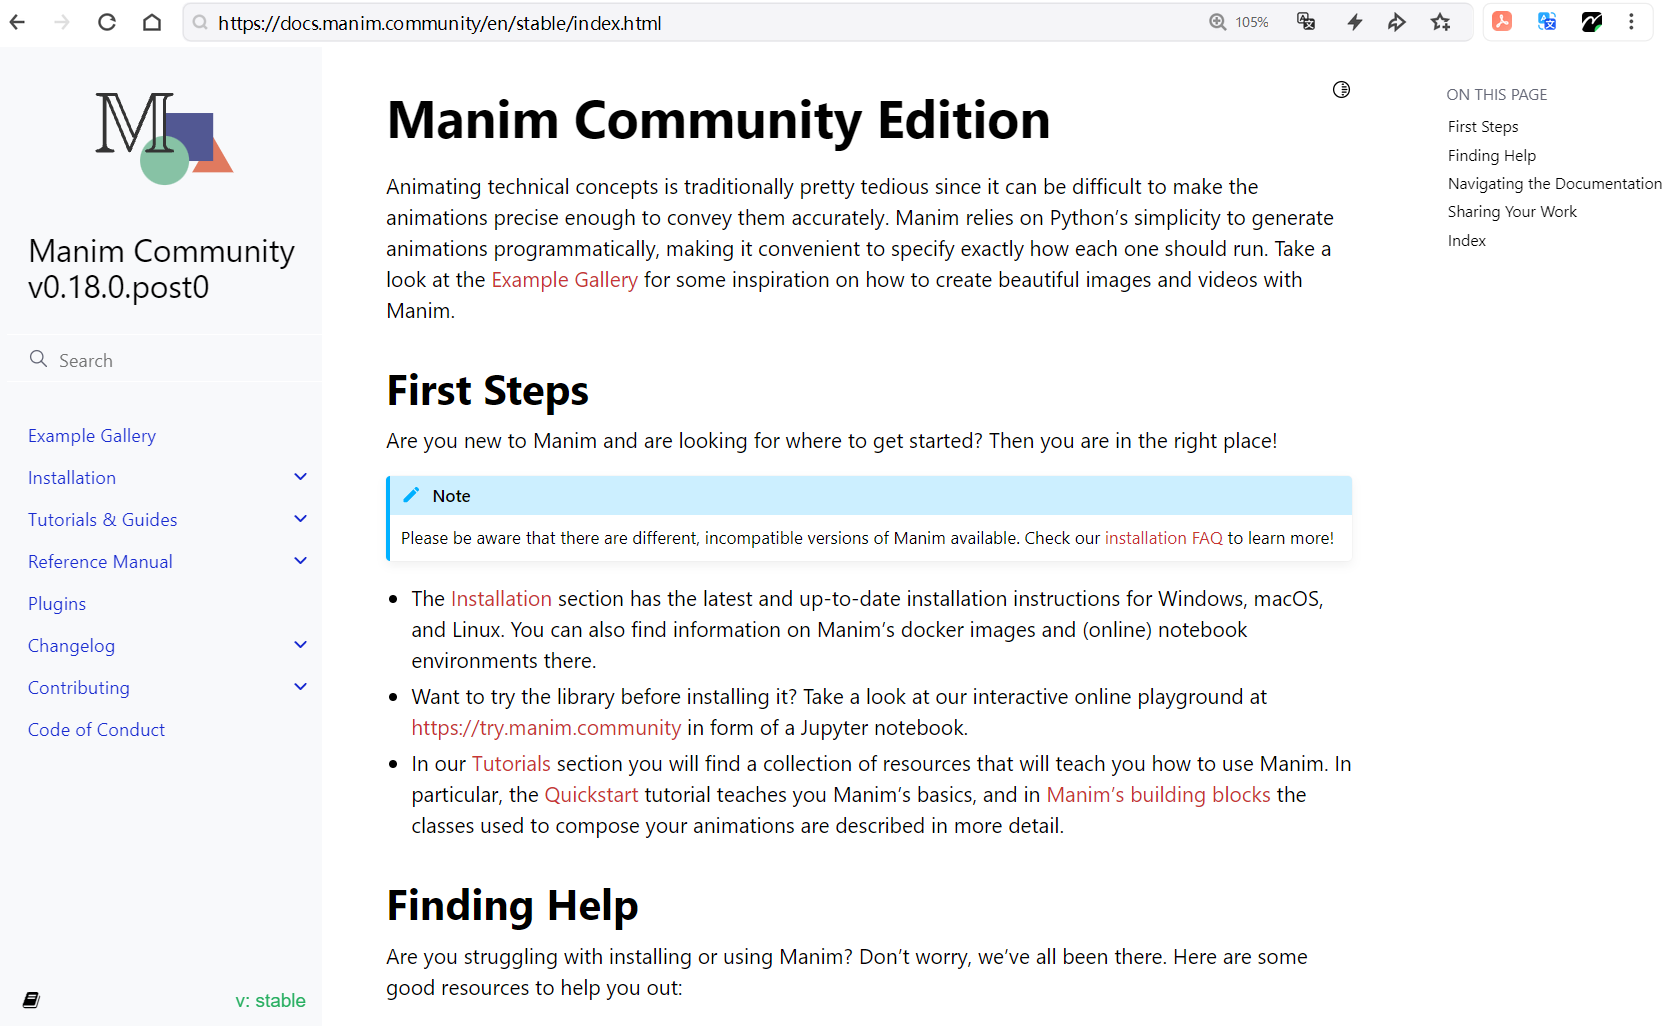 https://docs.manim.community/en/stable/index.html
105%
M
Manim Community
v0.18.0.post0
Search
Example Gallery
Installation
Tutorials & Guides
Reference Manual
Plugins
Changelog
Contributing
Code of Conduct
v: stable
Manim Community Edition
Animating technical concepts is traditionally pretty tedious since it can be difficult to make the
animations precise enough to convey them accurately. Manim relies on Python’s simplicity to generate
animations programmatically, making it convenient to specify exactly how each one should run. Take a
look at the Example Gallery for some inspiration on how to create beautiful images and videos with
Manim.
First Steps
Are you new to Manim and are looking for where to get started? Then you are in the right place!
Note
Please be aware that there are different, incompatible versions of Manim available. Check our installation FAQ to learn more!
• The Installation section has the latest and up-to-date installation instructions for Windows, macOS,
and Linux. You can also find information on Manim’s docker images and (online) notebook
environments there.
• Want to try the library before installing it? Take a look at our interactive online playground at
https://try.manim.community in form of a Jupyter notebook.
• In our Tutorials section you will find a collection of resources that will teach you how to use Manim. In
particular, the Quickstart tutorial teaches you Manim’s basics, and in Manim’s building blocks the
classes used to compose your animations are described in more detail.
Finding Help
Are you struggling with installing or using Manim? Don’t worry, we’ve all been there. Here are some
good resources to help you out:
ON THIS PAGE
First Steps
Finding Help
Navigating the Documentation
Sharing Your Work
Index